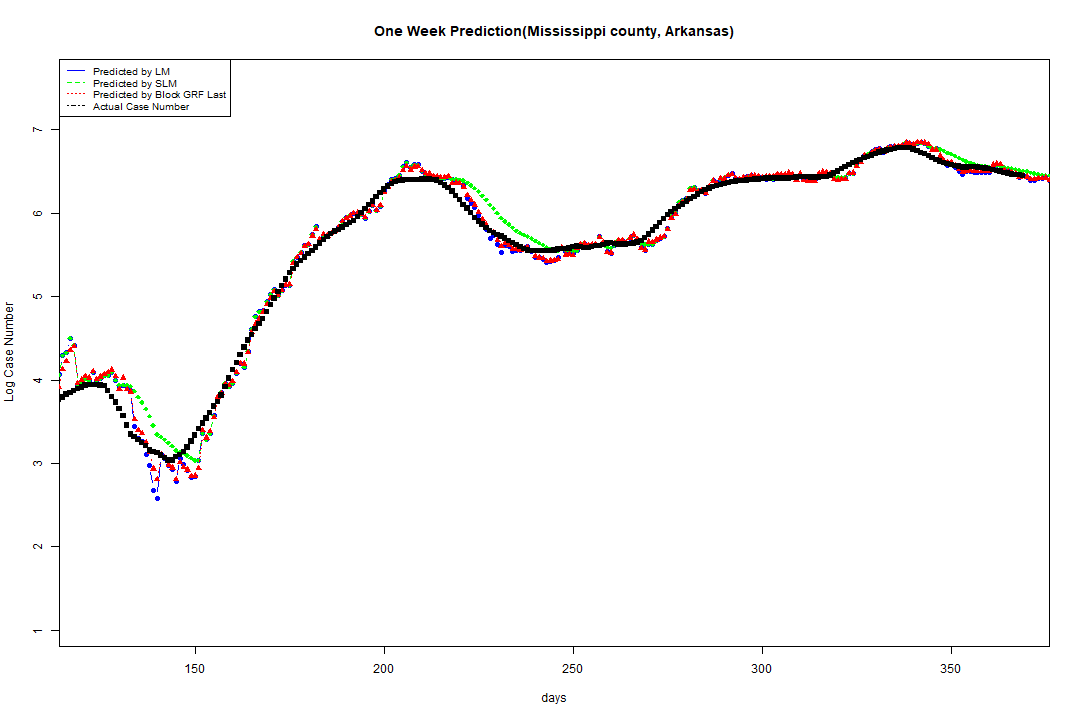 One Week Prediction(Mississippi county, Arkansas)
Predicted by LM
Predicted by SLM
Predicted by Block GRF Last
Actual Case Number
7
6
5
4
3
2
1
Log Case Number
150
200
250
300
350
days